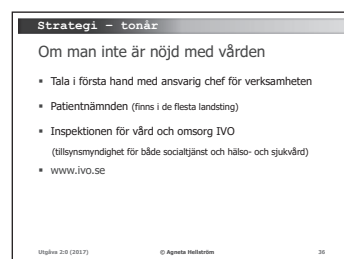 Strategi - tonår
Om man inte är nöjd med vården
▪ Tala i första hand med ansvarig chef för verksamheten
▪ Patientnämnden (finns i de flesta landsting)
▪ Inspektionen för vård och omsorg IVO
(tillsynsmyndighet för både socialtjänst och hälso- och sjukvård)
▪ www.ivo.se
Utgåva 2:0 (2017) © Agneta Hellström 36